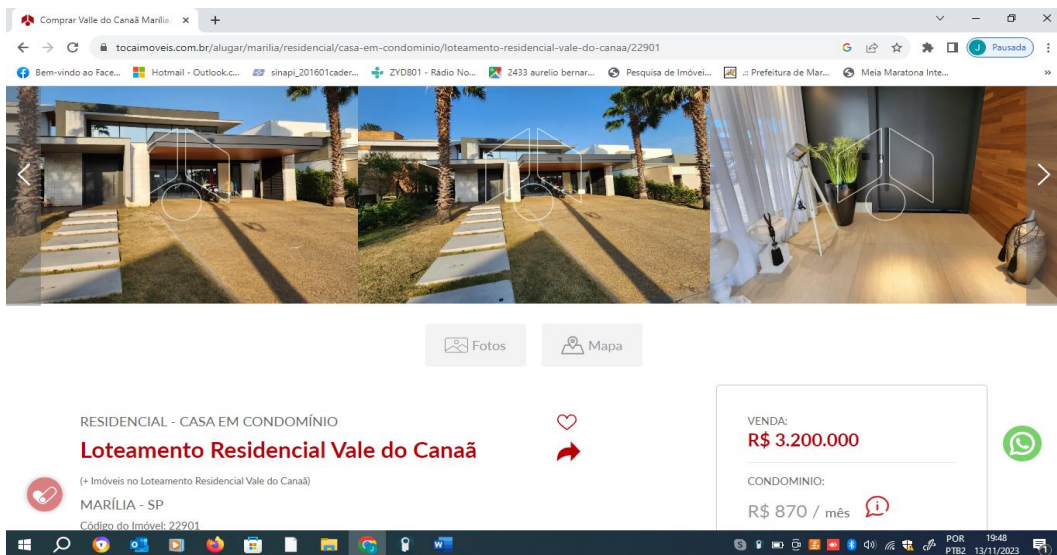 Comprar Valle do Canaã Marília
tocaimoveis.com.br/alugar/marilia/residencial/casa-em-condominio/loteamento-residencial-vale-do-canaa/22901
J Pausada
Bem-vindo ao Face... Hotmail - Outlook.c... sinapi_201601cader... ZYD801 - Rádio No... 2433 aurelio bernar... Pesquisa de Imóvei... .:: Prefeitura de Mar... Meia Maratona Inte... »
Fotos Mapa
RESIDENCIAL - CASA EM CONDOMÍNIO
Loteamento Residencial Vale do Canaã
(+ Imóveis no Loteamento Residencial Vale do Canaã)
MARÍLIA - SP
Código do Imóvel: 22901
VENDA:
R$ 3.200.000
CONDOMINIO:
R$ 870 / mês
POR 19:48
PTB2 13/11/2023